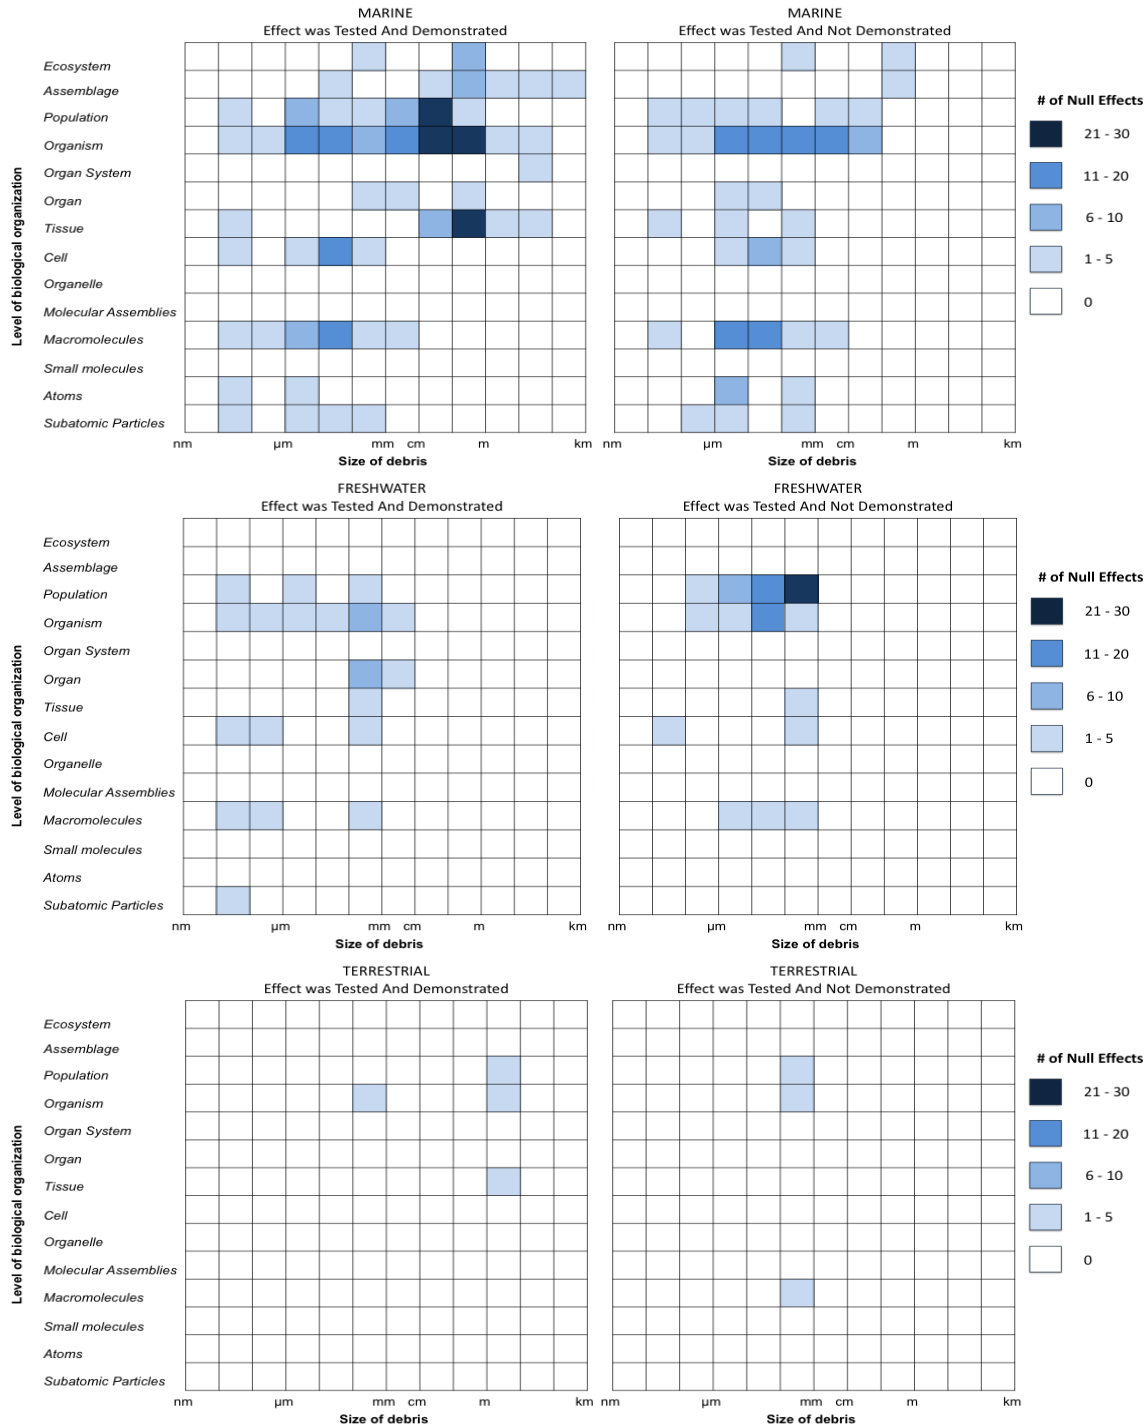 MARINE
Effect was Tested And Demonstrated
MARINE
Effect was Tested And Not Demonstrated
Level of biological organization
Ecosystem
Assemblage
Population
Organism
Organ System
Organ
Tissue
Cell
Organelle
Molecular Assemblies
Macromolecules
Small molecules
Atoms
Subatomic Particles
nm µm mm cm m km
Size of debris
nm µm mm cm m km
Size of debris
# of Null Effects
21 - 30
11 - 20
6 - 10
1 - 5
0
FRESHWATER
Effect was Tested And Demonstrated
FRESHWATER
Effect was Tested And Not Demonstrated
Level of biological organization
Ecosystem
Assemblage
Population
Organism
Organ System
Organ
Tissue
Cell
Organelle
Molecular Assemblies
Macromolecules
Small molecules
Atoms
Subatomic Particles
nm µm mm cm m km
Size of debris
nm µm mm cm m km
Size of debris
# of Null Effects
21 - 30
11 - 20
6 - 10
1 - 5
0
TERRESTRIAL
Effect was Tested And Demonstrated
TERRESTRIAL
Effect was Tested And Not Demonstrated
Level of biological organization
Ecosystem
Assemblage
Population
Organism
Organ System
Organ
Tissue
Cell
Organelle
Molecular Assemblies
Macromolecules
Small molecules
Atoms
Subatomic Particles
nm µm mm cm m km
Size of debris
nm µm mm cm m km
Size of debris
# of Null Effects
21 - 30
11 - 20
6 - 10
1 - 5
0